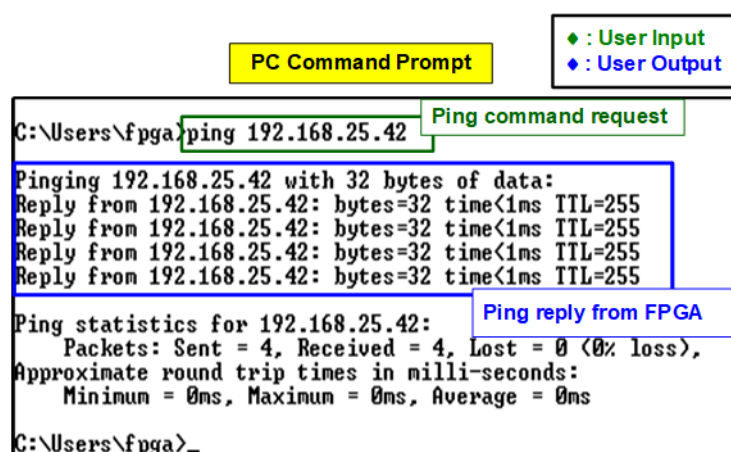 ♦ : User Input
♦ : User Output
PC Command Prompt
Ping command request
C:\Users\fpga>ping 192.168.25.42
Pinging 192.168.25.42 with 32 bytes of data:
Reply from 192.168.25.42: bytes=32 time<1ms TTL=255
Reply from 192.168.25.42: bytes=32 time<1ms TTL=255
Reply from 192.168.25.42: bytes=32 time<1ms TTL=255
Reply from 192.168.25.42: bytes=32 time<1ms TTL=255
Ping reply from FPGA
Ping statistics for 192.168.25.42:
    Packets: Sent = 4, Received = 4, Lost = 0 (0% loss),
Approximate round trip times in milli-seconds:
    Minimum = 0ms, Maximum = 0ms, Average = 0ms
C:\Users\fpga>_